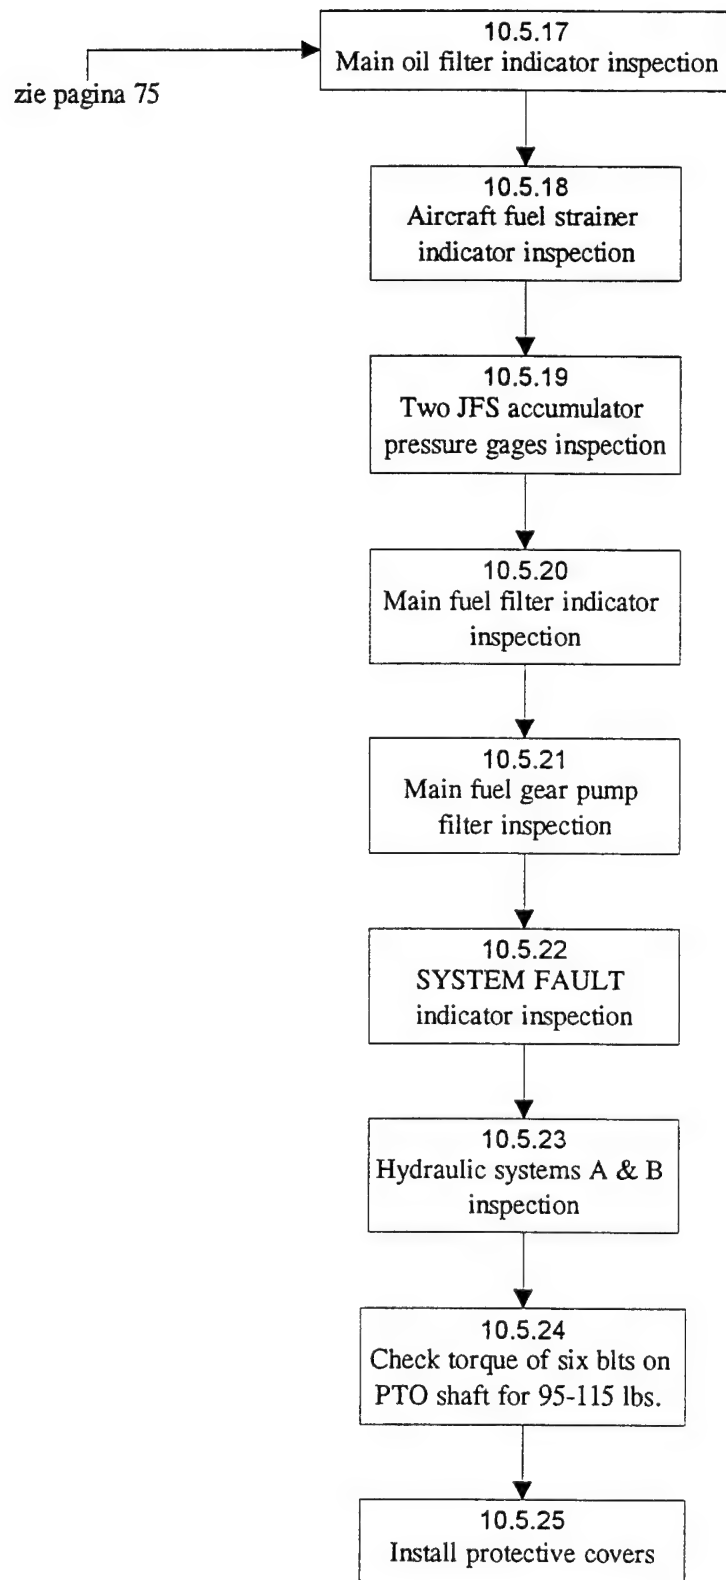 10.5.17
Main oil filter indicator inspection
zie pagina 75
10.5.18
Aircraft fuel strainer
indicator inspection
10.5.19
Two JFS accumulator
pressure gages inspection
10.5.20
Main fuel filter indicator
inspection
10.5.21
Main fuel gear pump
filter inspection
10.5.22
SYSTEM FAULT
indicator inspection
10.5.23
Hydraulic systems A & B
inspection
10.5.24
Check torque of six blts on
PTO shaft for 95-115 lbs.
10.5.25
Install protective covers